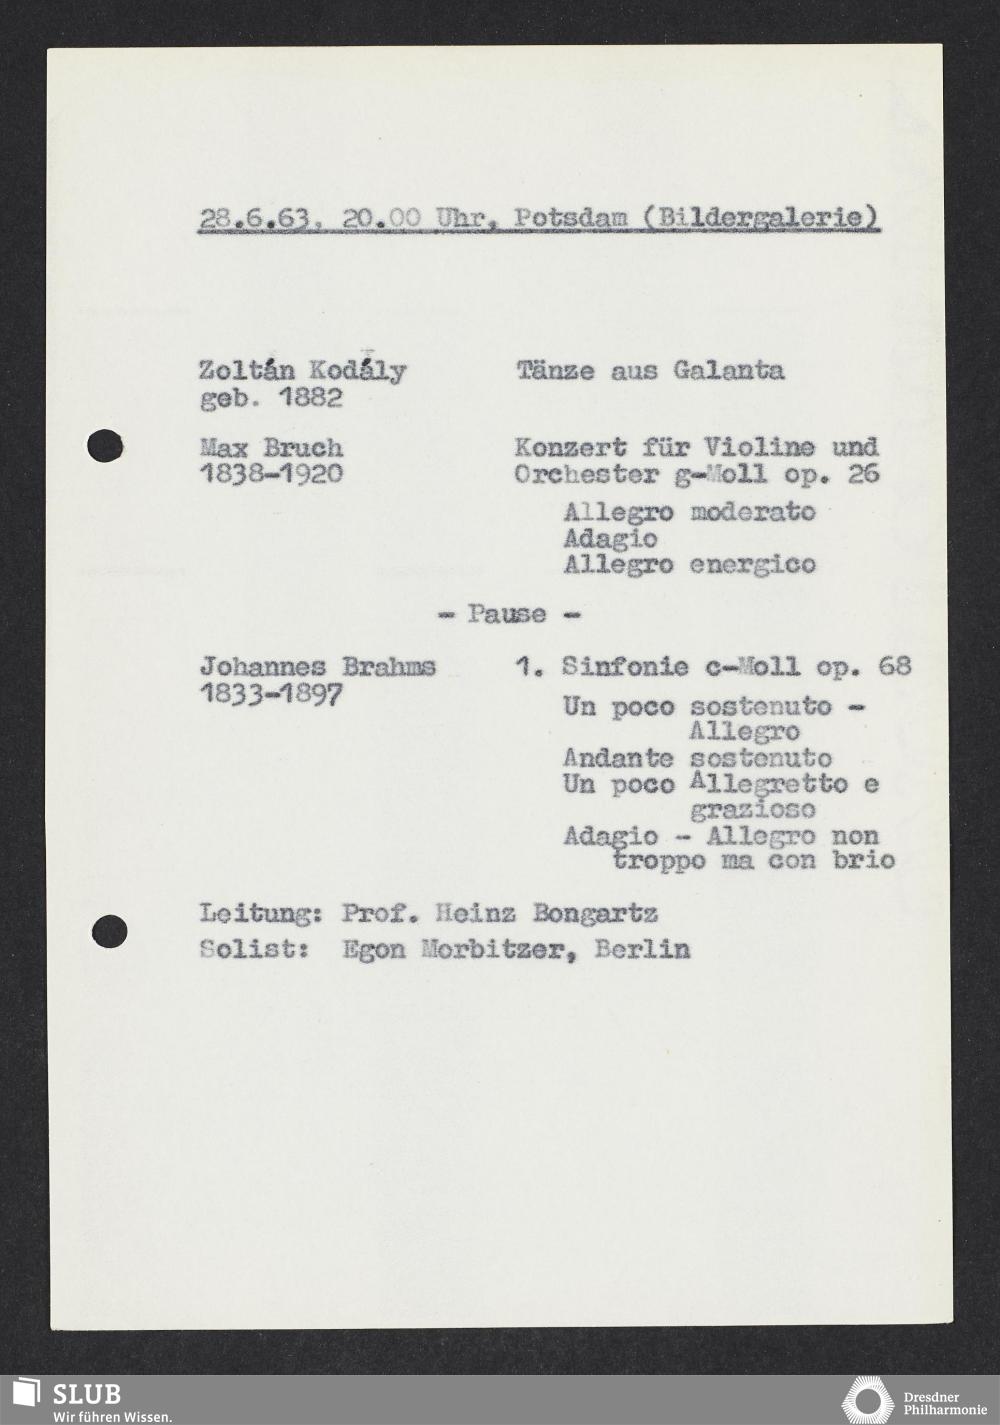 28.6.63, 20.00 Uhr, Potsdam (Bildergalerie)
Zoltán Kodály Tänze aus Galanta
geb. 1882
Max Bruch Konzert für Violine und
1838-1920 Orchester g-Moll op. 26
Allegro moderato
Adagio
Allegro energico
- Pause -
Johannes Brahms 1. Sinfonie c-Moll op. 68
1833-1897
Un poco sostenuto -
Allegro
Andante sostenuto
Un poco Allegretto e
grazioso
Adagio - Allegro non
troppo ma con brio
Leitung: Prof. Heinz Bongartz
Solist: Egon Morbitzer, Berlin
SLUB
Wir führen Wissen.
Dresdner
Philharmonie